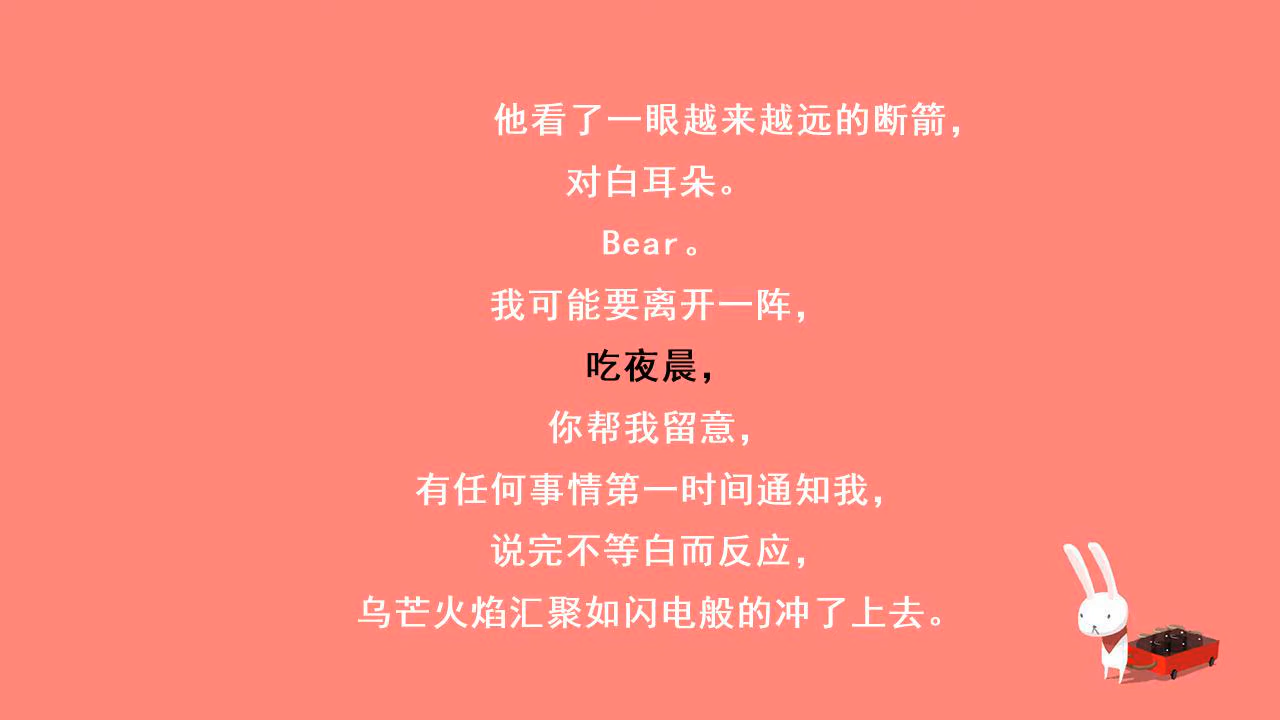 他看了一眼越来越远的断箭，
对白耳朵。
Bear。
我可能要离开一阵，
吃夜晨，
你帮我留意，
有任何事情第一时间通知我，
说完不等白而反应，
乌芒火焰汇聚如闪电般的冲了上去。